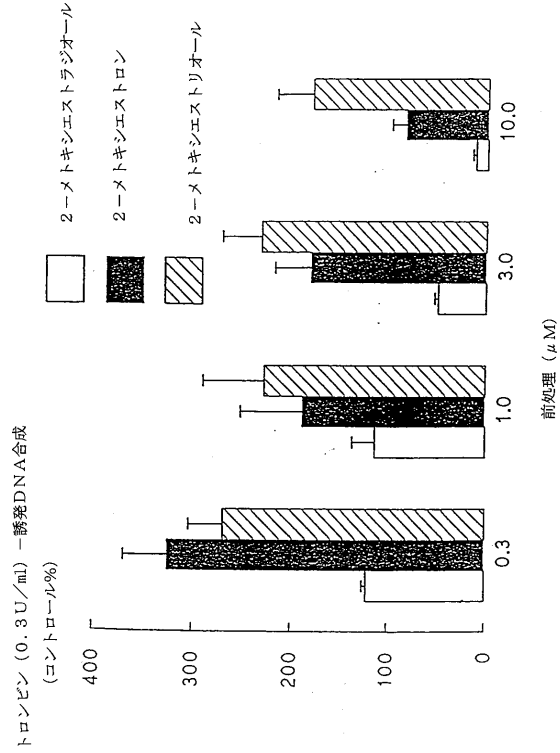 トロンビン (0.3U/ml) −誘発DNA合成
(コントロール%)
2−メトキシエストラジオール
2−メトキシエストロン
2−メトキシエストリオール
400
300
200
100
0
0.3
1.0
3.0
10.0
前処理 (μM)